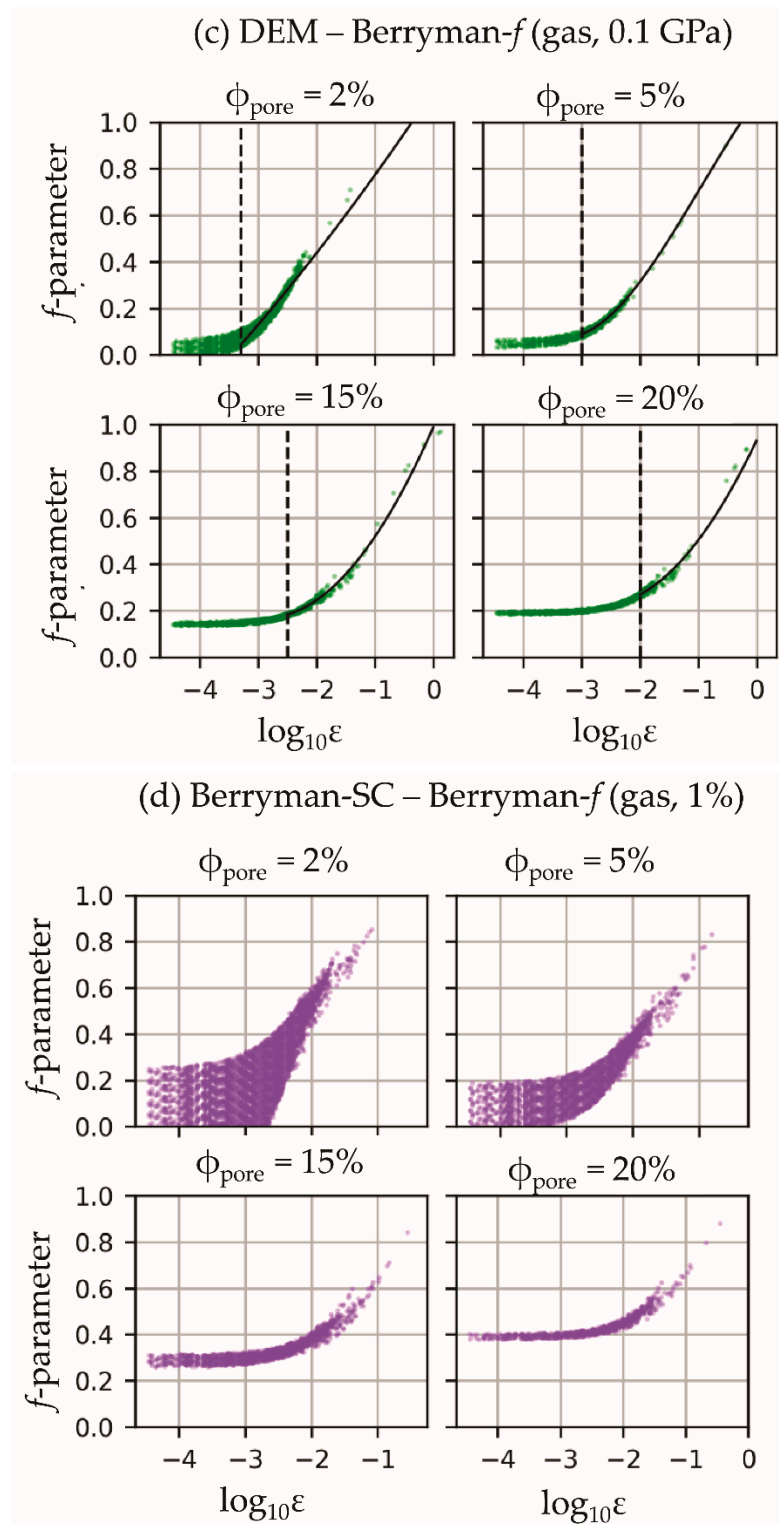 (c) DEM – Berryman-f (gas, 0.1 GPa)
ϕpore = 2%
ϕpore = 5%
f-parameter
1.0
0.8
0.6
0.4
0.2
0.0
ϕpore = 15%
ϕpore = 20%
f-parameter
1.0
0.8
0.6
0.4
0.2
0.0
−4 −3 −2 −1 0
−4 −3 −2 −1 0
log10ε
log10ε
(d) Berryman-SC – Berryman-f (gas, 1%)
ϕpore = 2%
ϕpore = 5%
f-parameter
1.0
0.8
0.6
0.4
0.2
0.0
ϕpore = 15%
ϕpore = 20%
f-parameter
1.0
0.8
0.6
0.4
0.2
0.0
−4 −3 −2 −1
−4 −3 −2 −1 0
log10ε
log10ε